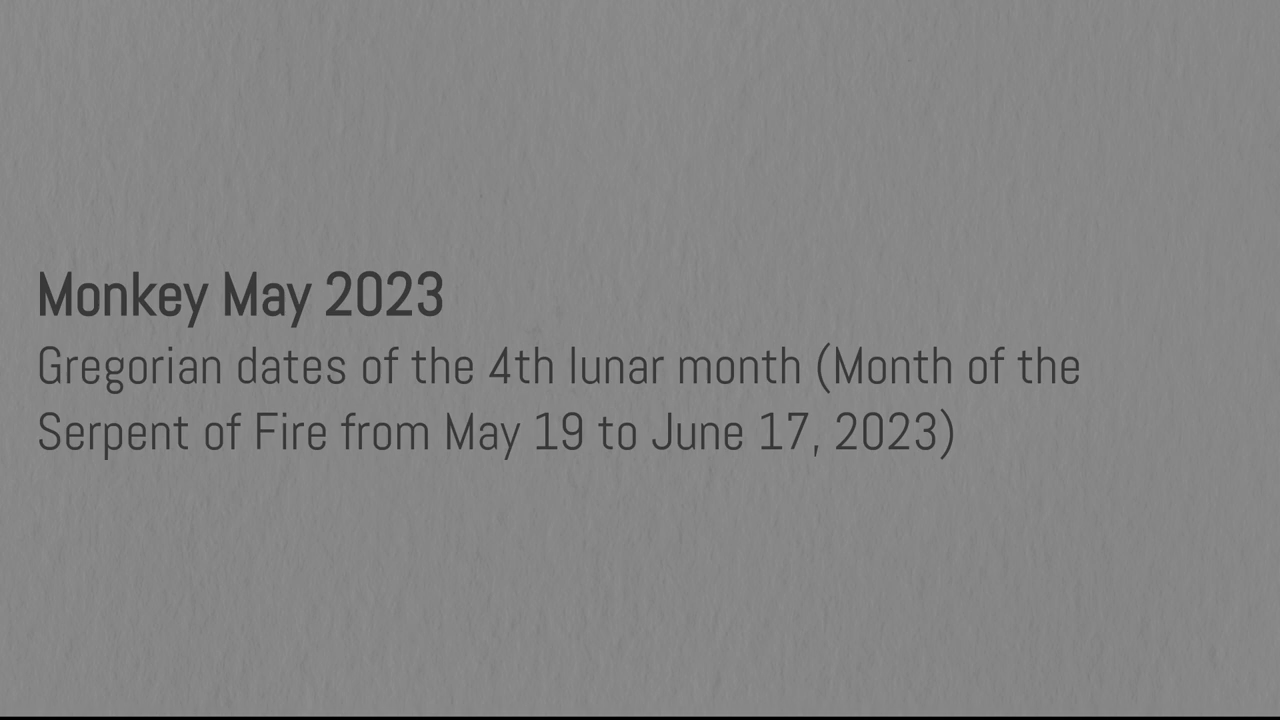 Monkey May 2023
Gregorian dates of the 4th lunar month (Month of the
Serpent of Fire from May 19 to June 17, 2023)